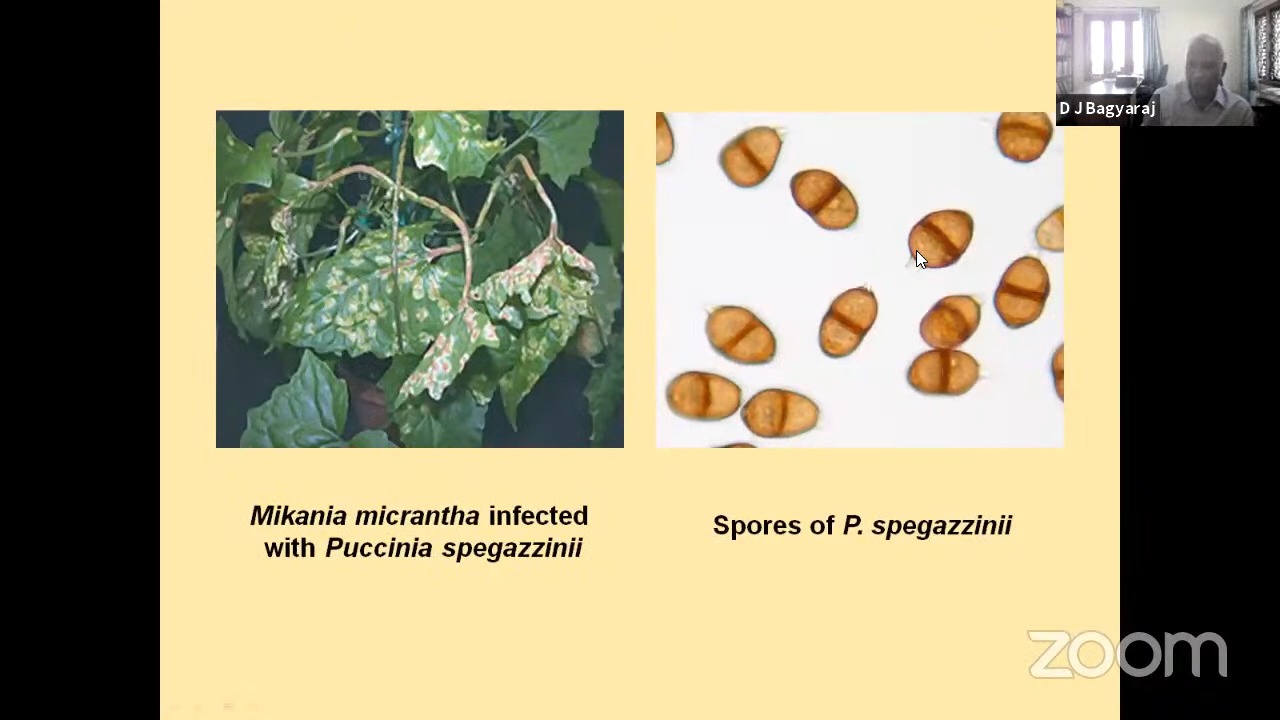 D J Bagyaraj
Mikania micrantha infected
with Puccinia spegazzinii
Spores of P. spegazzinii
zoom